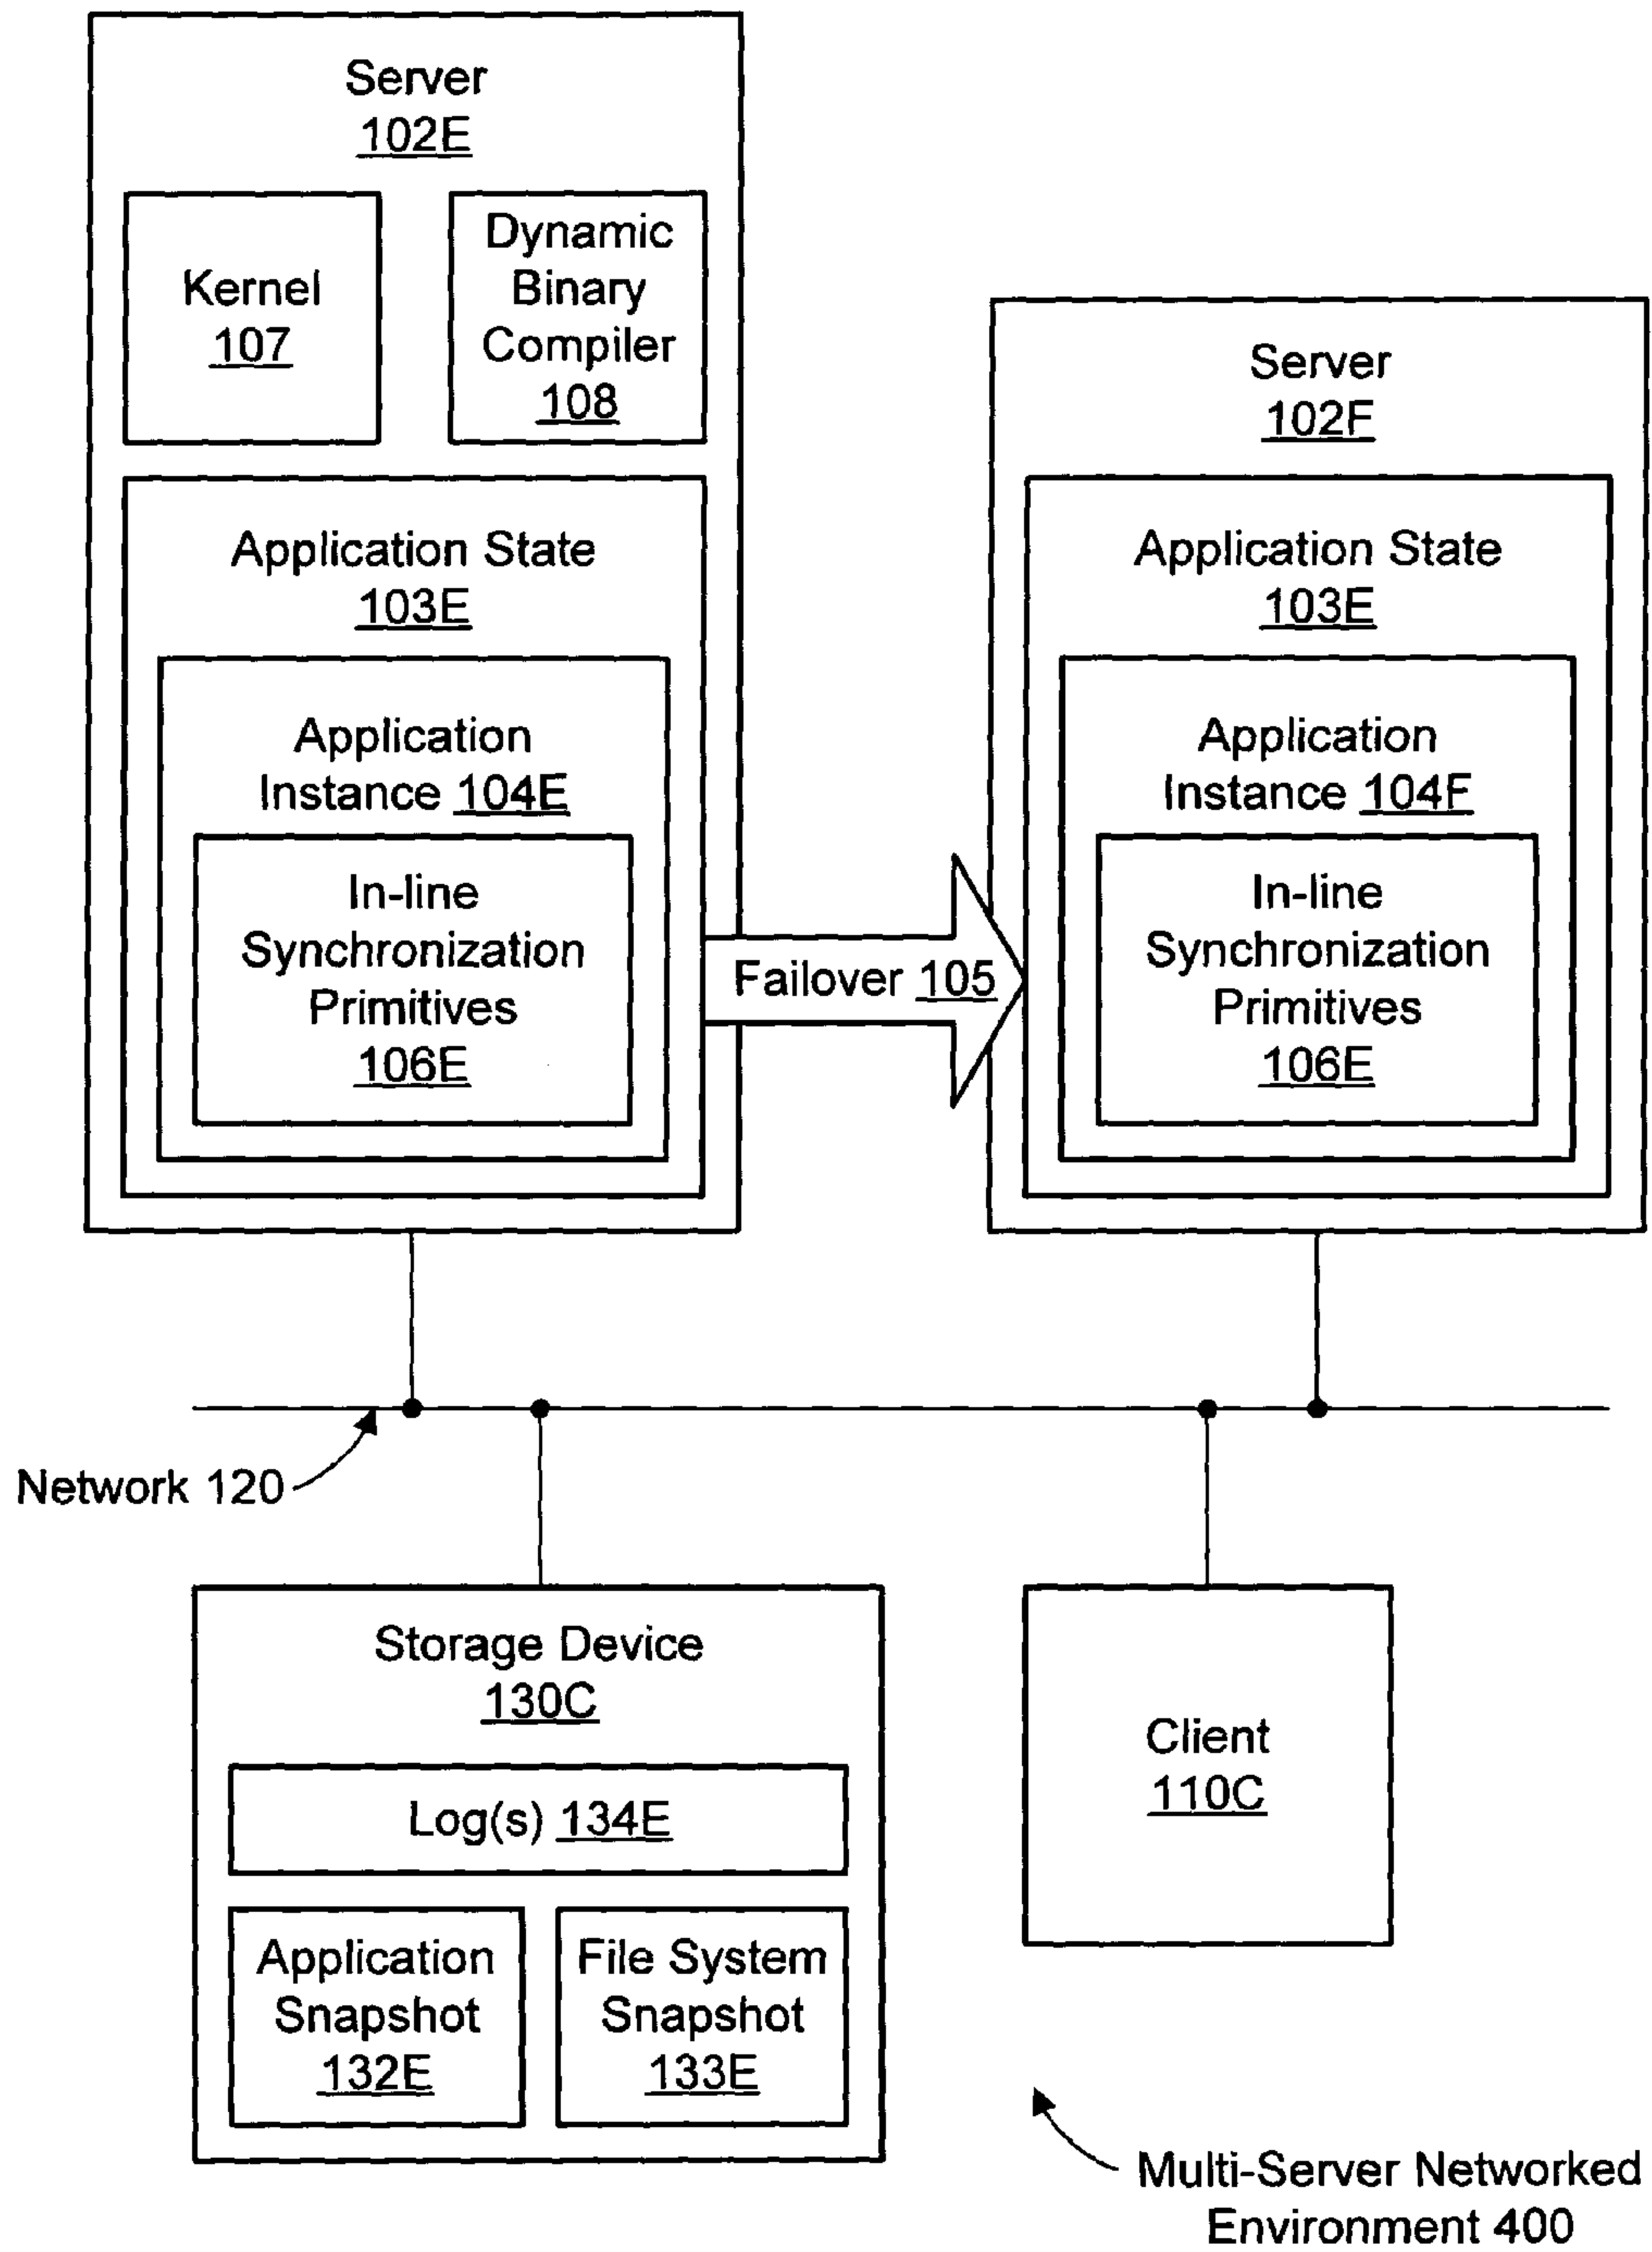 Server
102E
Kernel
107
Dynamic
Binary
Compiler
108
Application State
103E
Application
Instance 104E
In-line
Synchronization
Primitives
106E
Failover 105
Server
102F
Application State
103E
Application
Instance 104F
In-line
Synchronization
Primitives
106E
Network 120
Storage Device
130C
Log(s) 134E
Application
Snapshot
132E
File System
Snapshot
133E
Client
110C
Multi-Server Networked
Environment 400